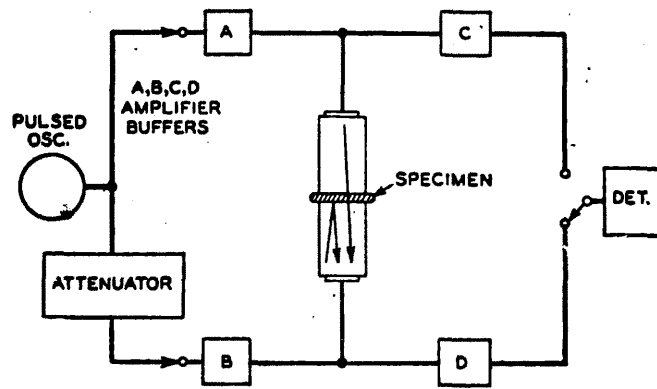 A
C
A,B,C,D
AMPLIFIER
BUFFERS
PULSED
OSC.
SPECIMEN
DET.
ATTENUATOR
B
D